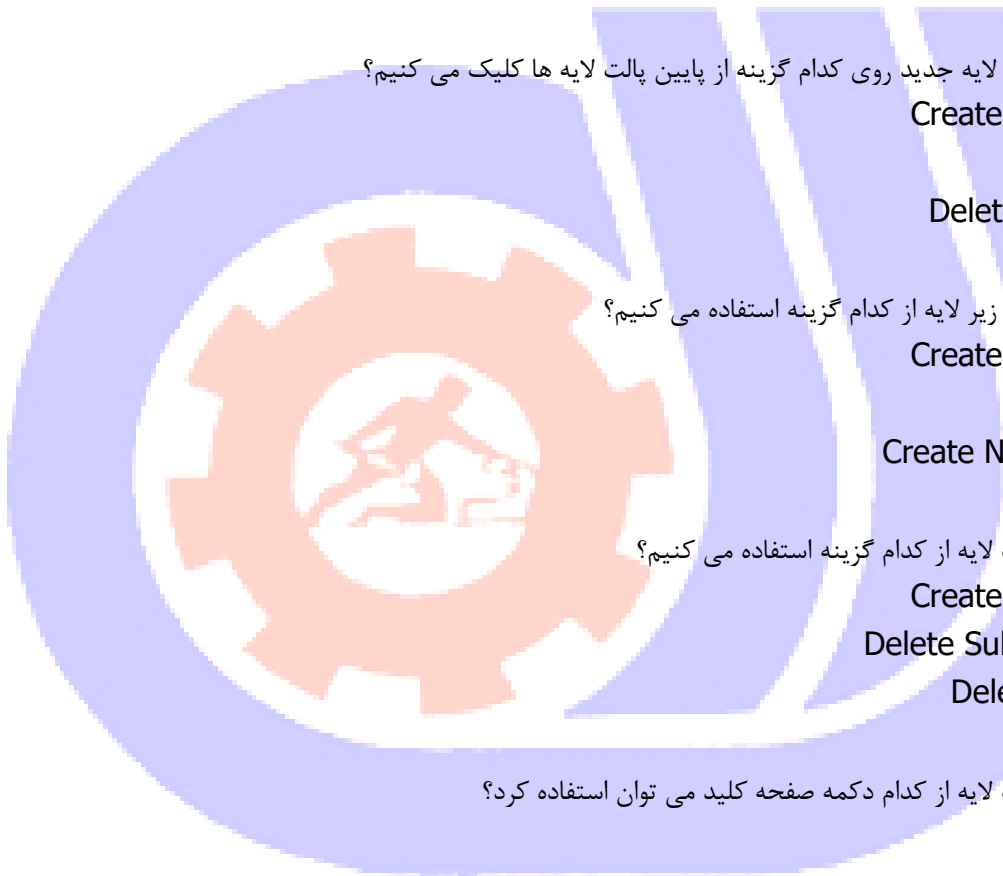 لایه جدید روی کدام گزینه از پایین پالت لایه ها کلیک می کنیم؟
Create
Delet
زیر لایه از کدام گزینه استفاده می کنیم؟
Create
Create N
لایه از کدام گزینه استفاده می کنیم؟
Create
Delete Su
Dele
لایه از کدام دکمه صفحه کلید می توان استفاده کرد؟